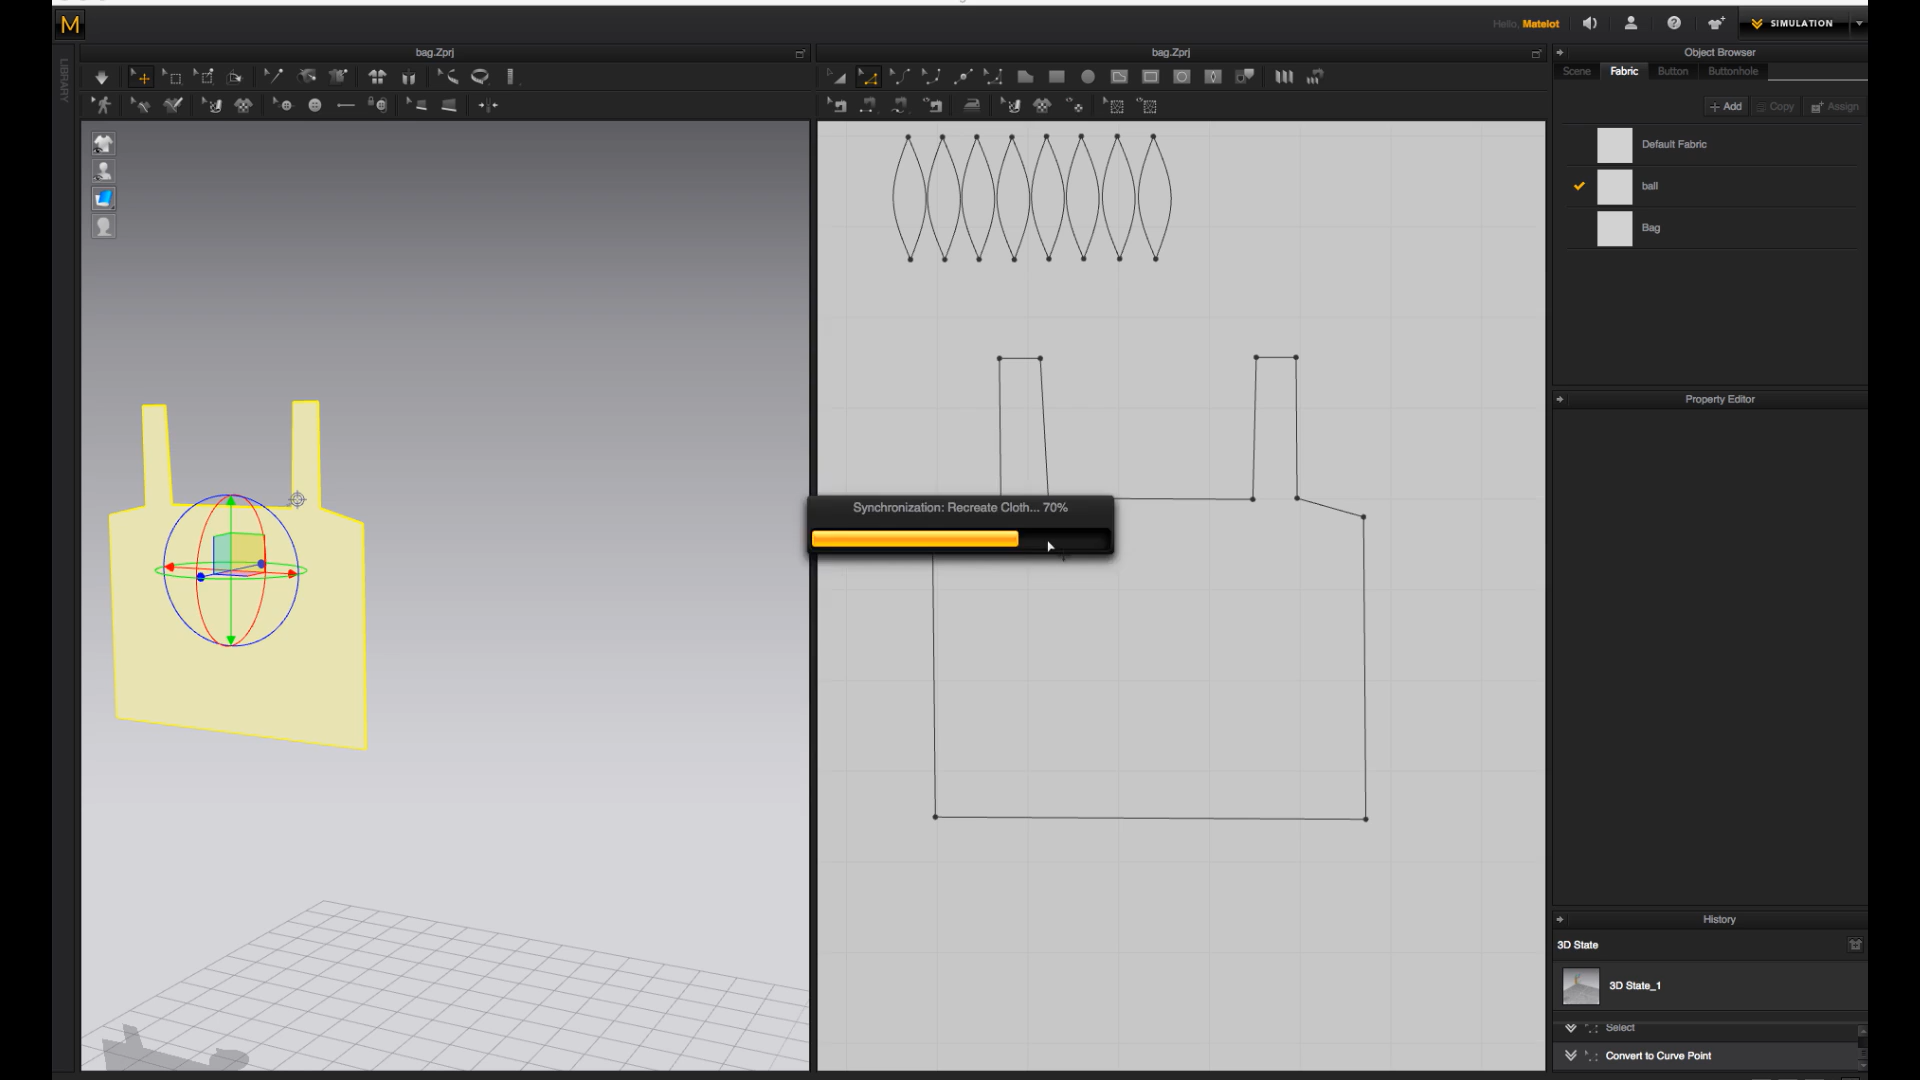 M
Hello, Matelot
SIMULATION
LIBRARY
bag.Zprj
bag.Zprj
Object Browser
Scene Fabric Button Buttonhole
+ Add Copy Assign
Default Fabric
ball
Bag
Property Editor
Synchronization: Recreate Cloth... 70%
History
3D State
3D State_1
Select
Convert to Curve Point